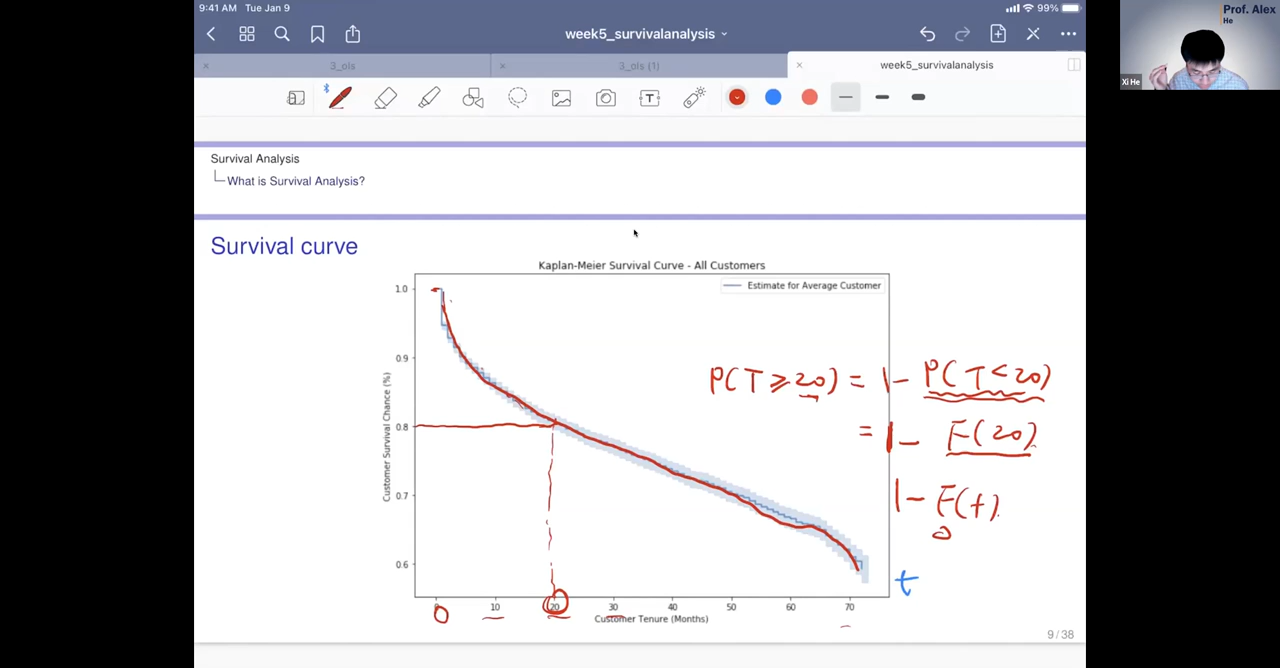 9:41 AM Tue Jan 9
99%
week5_survivalanalysis
3_ols
3_ols (1)
week5_survivalanalysis
T
Prof. Alex
He
Xi He
Survival Analysis
What is Survival Analysis?
Survival curve
Kaplan-Meier Survival Curve - All Customers
Estimate for Average Customer
1.0
0.9
0.8
0.7
0.6
Customer Survival Chance (%)
P(T ≥ 20) = 1 - P(T < 20)
= 1 - F(20)
1 - F(t)
t
0 10 20 30 40 50 60 70
0
Customer Tenure (Months)
9 / 38